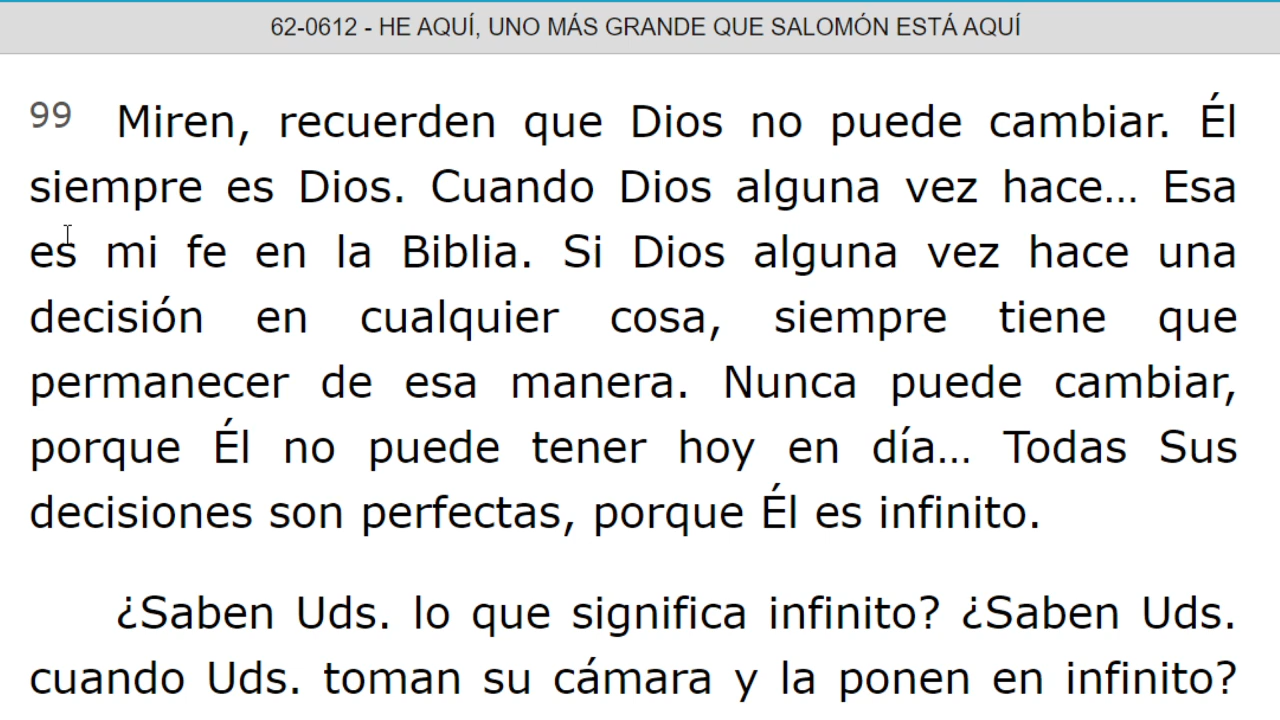 62-0612 - HE AQUÍ, UNO MÁS GRANDE QUE SALOMÓN ESTÁ AQUÍ
99 Miren, recuerden que Dios no puede cambiar. Él
siempre es Dios. Cuando Dios alguna vez hace... Esa
es mi fe en la Biblia. Si Dios alguna vez hace una
decisión en cualquier cosa, siempre tiene que
permanecer de esa manera. Nunca puede cambiar,
porque Él no puede tener hoy en día... Todas Sus
decisiones son perfectas, porque Él es infinito.
¿Saben Uds. lo que significa infinito? ¿Saben Uds.
cuando Uds. toman su cámara y la ponen en infinito?